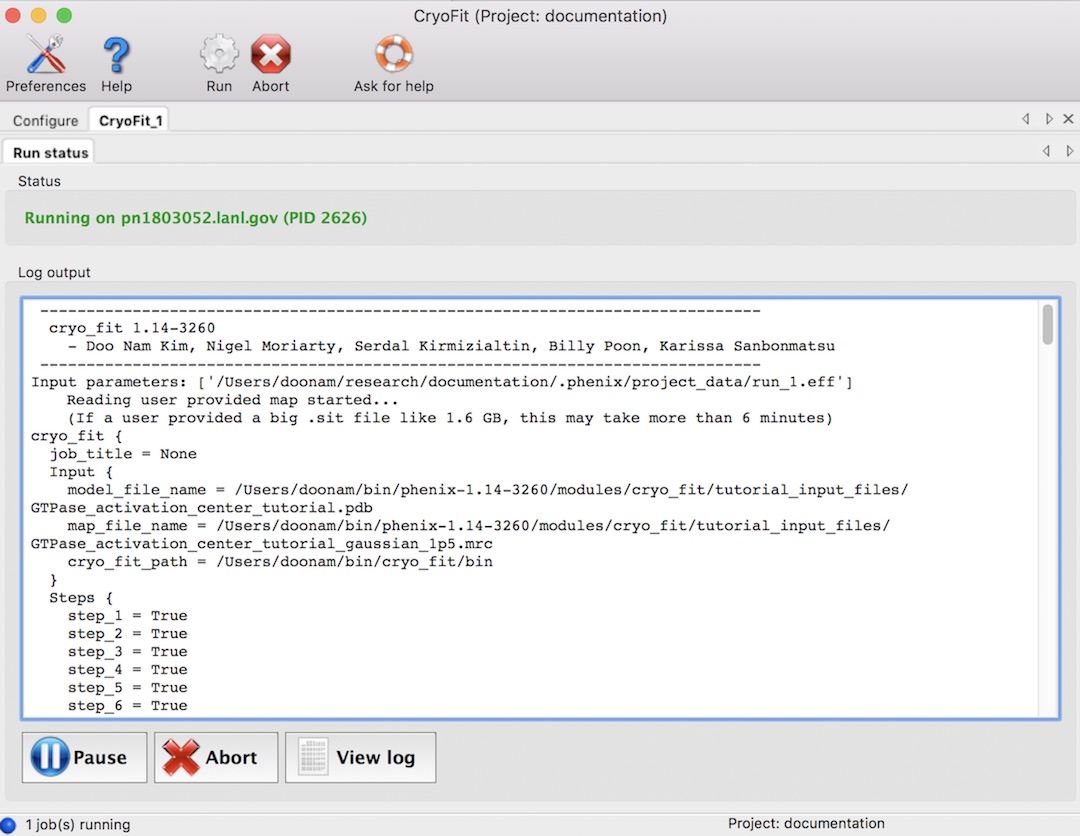 CryoFit (Project: documentation)
Preferences Help Run Abort Ask for help
Configure CryoFit_1
Run status
Status
Running on pn1803052.lanl.gov (PID 2626)
Log output
--------------------------------------------------------------------------------
cryo_fit 1.14-3260
- Doo Nam Kim, Nigel Moriarty, Serdal Kirmizialtin, Billy Poon, Karissa Sanbonmatsu
--------------------------------------------------------------------------------
Input parameters: ['/Users/doonam/research/documentation/.phenix/project_data/run_1.eff']
Reading user provided map started...
(If a user provided a big .sit file like 1.6 GB, this may take more than 6 minutes)
cryo_fit {
job_title = None
Input {
model_file_name = /Users/doonam/bin/phenix-1.14-3260/modules/cryo_fit/tutorial_input_files/
GTPase_activation_center_tutorial.pdb
map_file_name = /Users/doonam/bin/phenix-1.14-3260/modules/cryo_fit/tutorial_input_files/
GTPase_activation_center_tutorial_gaussian_1p5.mrc
cryo_fit_path = /Users/doonam/bin/cryo_fit/bin
}
Steps {
step_1 = True
step_2 = True
step_3 = True
step_4 = True
step_5 = True
step_6 = True
Pause Abort View log
1 job(s) running Project: documentation